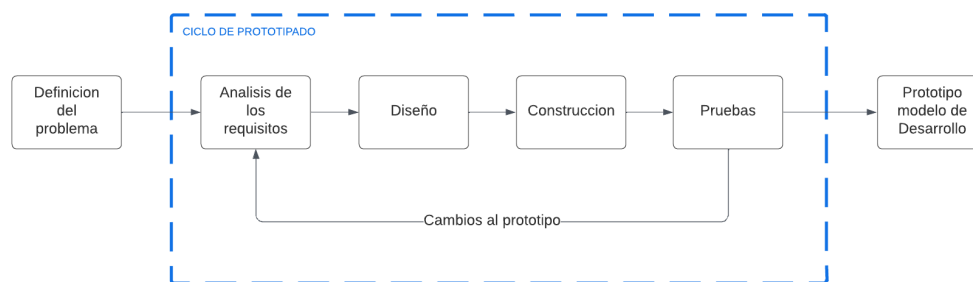 CICLO DE PROTOTIPADO
Definicion
del
problema
Analisis de
los
requisitos
Diseño
Construccion
Pruebas
Prototipo
modelo de
Desarrollo
Cambios al prototipo